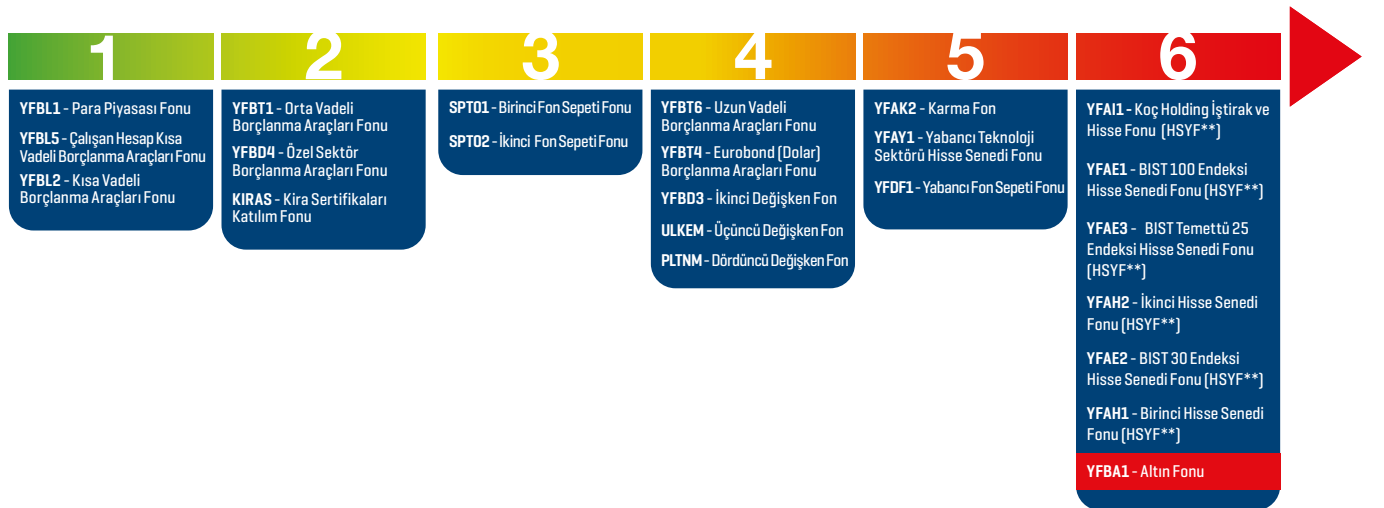 1
2
3
4
5
6
YFBL1 - Para Piyasası Fonu
YFBL5 - Çalışan Hesap Kısa
Vadeli Borçlanma Araçları Fonu
YFBL2 - Kısa Vadeli
Borçlanma Araçları Fonu
YFBT1 - Orta Vadeli
Borçlanma Araçları Fonu
YFBD4 - Özel Sektör
Borçlanma Araçları Fonu
KIRAS - Kira Sertifikaları
Katılım Fonu
SPT01 - Birinci Fon Sepeti Fonu
SPT02 - İkinci Fon Sepeti Fonu
YFBT6 - Uzun Vadeli
Borçlanma Araçları Fonu
YFBT4 - Eurobond (Dolar)
Borçlanma Araçları Fonu
YFBD3 - İkinci Değişken Fon
ULKEM - Üçüncü Değişken Fon
PLTNM - Dördüncü Değişken Fon
YFAK2 - Karma Fon
YFAY1 - Yabancı Teknoloji
Sektörü Hisse Senedi Fonu
YFDF1 - Yabancı Fon Sepeti Fonu
YFAI1 - Koç Holding İştirak ve
Hisse Fonu (HSYF**)
YFAE1 - BIST 100 Endeksi
Hisse Senedi Fonu (HSYF**)
YFAE3 - BIST Temettü 25
Endeksi Hisse Senedi Fonu
(HSYF**)
YFAH2 - İkinci Hisse Senedi
Fonu (HSYF**)
YFAE2 - BIST 30 Endeksi
Hisse Senedi Fonu (HSYF**)
YFAH1 - Birinci Hisse Senedi
Fonu (HSYF**)
YFBA1 - Altın Fonu